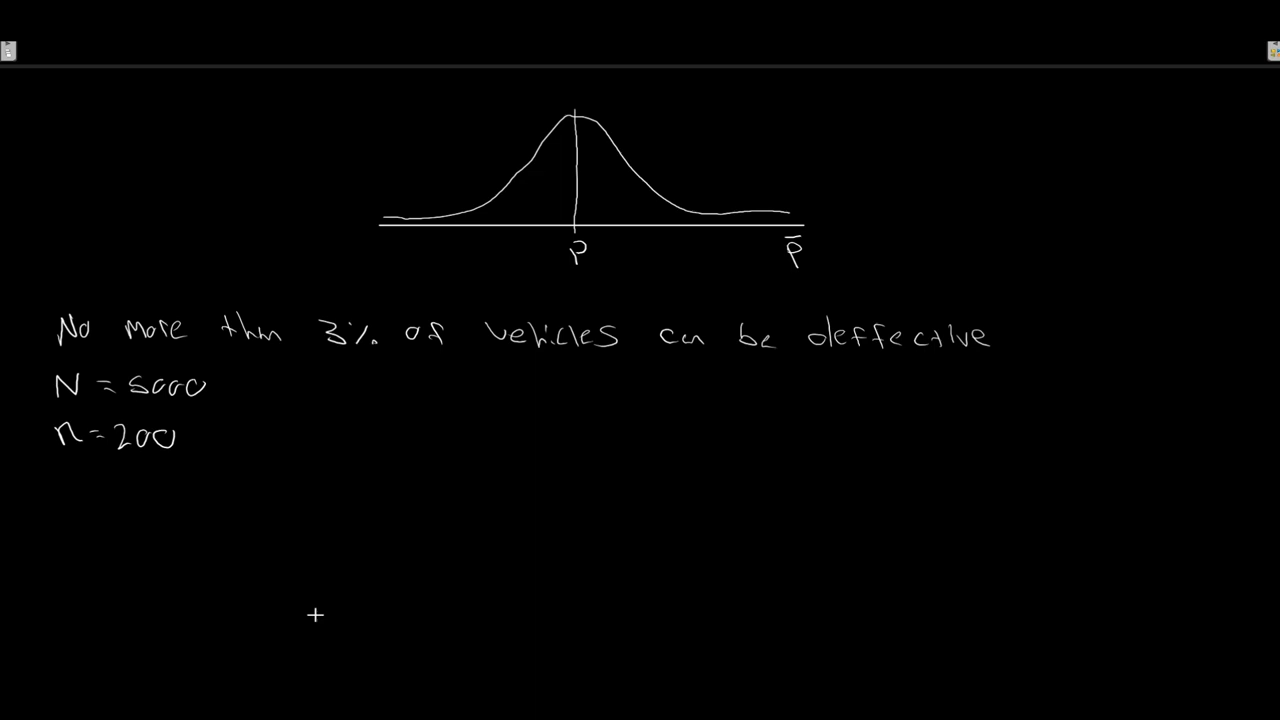 P p̅
No more than 3% of vehicles can be deffective
N = 5000
n = 200